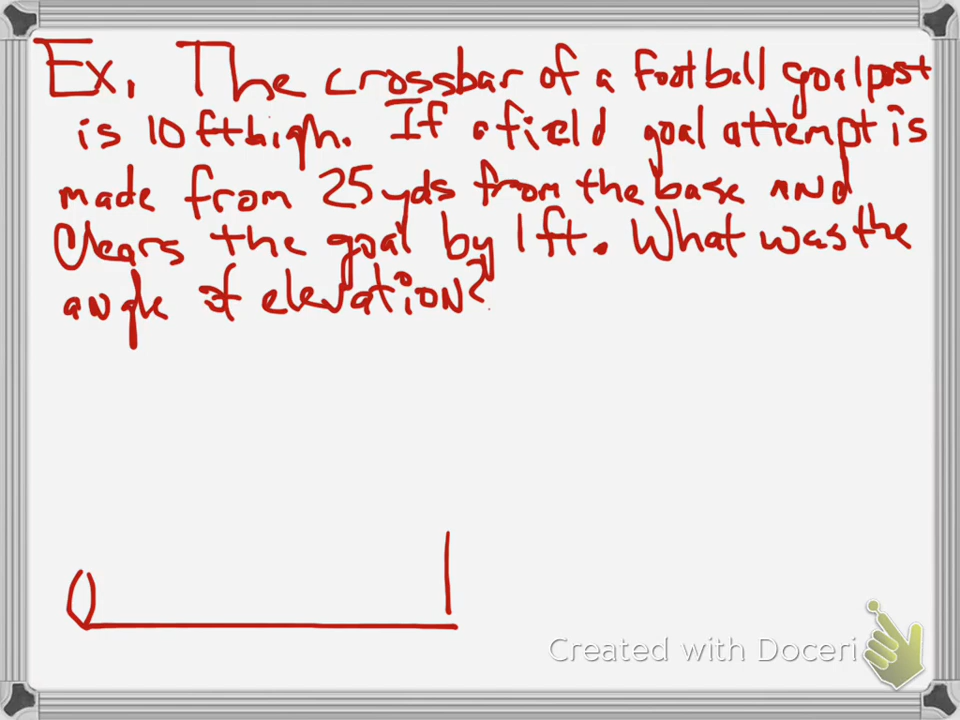 Ex. The crossbar of a football goalpost
is 10 ft high. If a field goal attempt is
made from 25 yds from the base and
Clears the goal by 1 ft. What was the
angle of elevation?
Created with Doceri